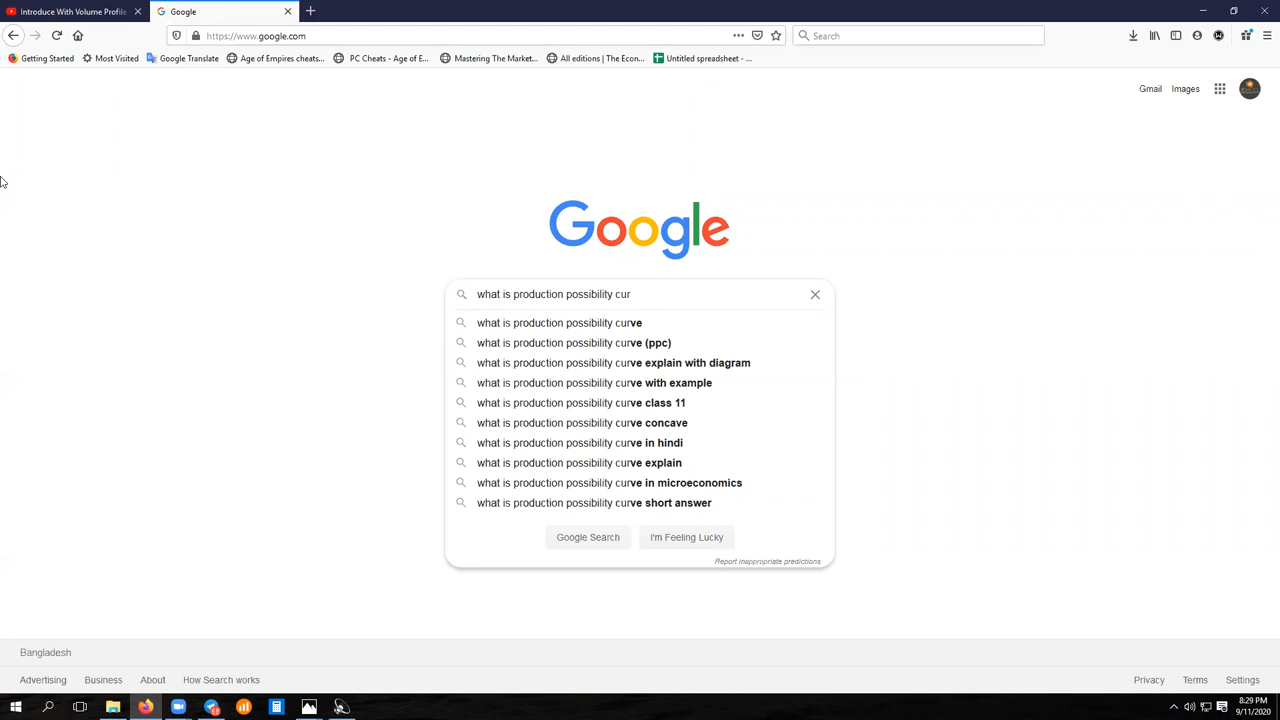 Introduce With Volume Profile
Google
https://www.google.com
Search
Getting Started
Most Visited
Google Translate
Age of Empires cheats...
PC Cheats - Age of E...
Mastering The Market...
All editions | The Econ...
Untitled spreadsheet - ...
Gmail
Images
Google
what is production possibility cur
what is production possibility curve
what is production possibility curve (ppc)
what is production possibility curve explain with diagram
what is production possibility curve with example
what is production possibility curve class 11
what is production possibility curve concave
what is production possibility curve in hindi
what is production possibility curve explain
what is production possibility curve in microeconomics
what is production possibility curve short answer
Google Search
I'm Feeling Lucky
Report inappropriate predictions
Bangladesh
Advertising
Business
About
How Search works
Privacy
Terms
Settings
8:29 PM
9/11/2020